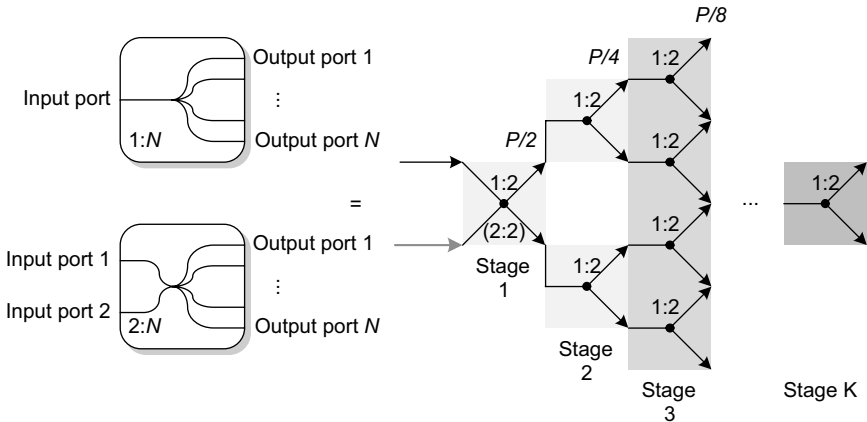 Input port
Output port 1
⋮
Output port N
1:N
Input port 1
Input port 2
Output port 1
⋮
Output port N
2:N
=
1:2
(2:2)
Stage
1
P/2
1:2
1:2
Stage
2
P/4
1:2
1:2
1:2
1:2
Stage
3
P/8
...
1:2
Stage K